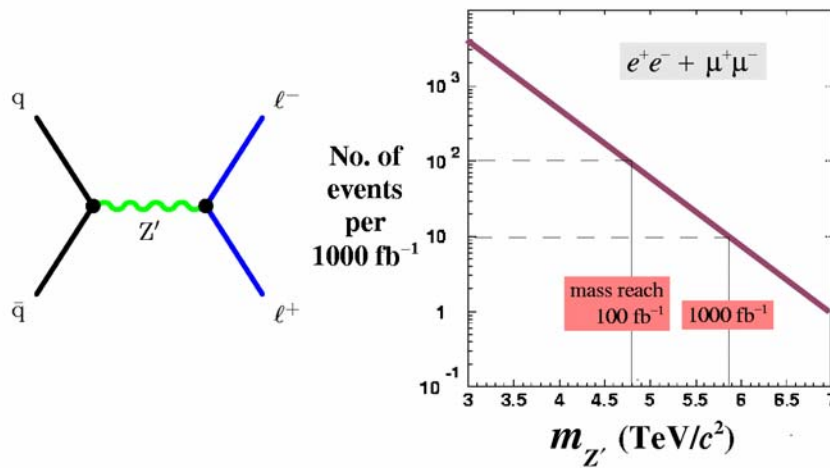 q
ℓ⁻
Z′
q̄
ℓ⁺
No. of
events
per
1000 fb⁻¹
e⁺e⁻ + μ⁺μ⁻
10³
10²
10
1
10⁻¹
mass reach
100 fb⁻¹
1000 fb⁻¹
3 3.5 4 4.5 5 5.5 6 6.5 7
m_Z′ (TeV/c²)